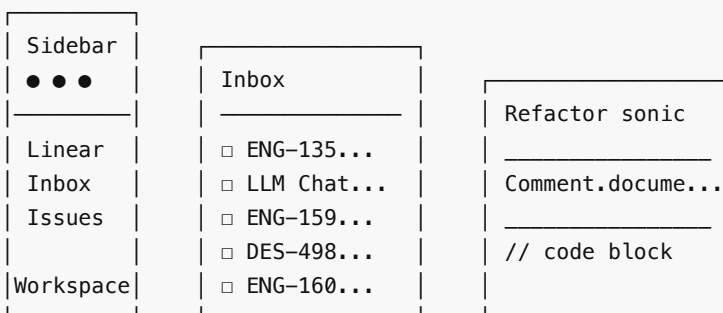 Sidebar
● ● ●
Linear
Inbox
Issues
Workspace
Inbox
☐ ENG-135...
☐ LLM Chat...
☐ ENG-159...
☐ DES-498...
☐ ENG-160...
Refactor sonic
Comment.docume...
// code block